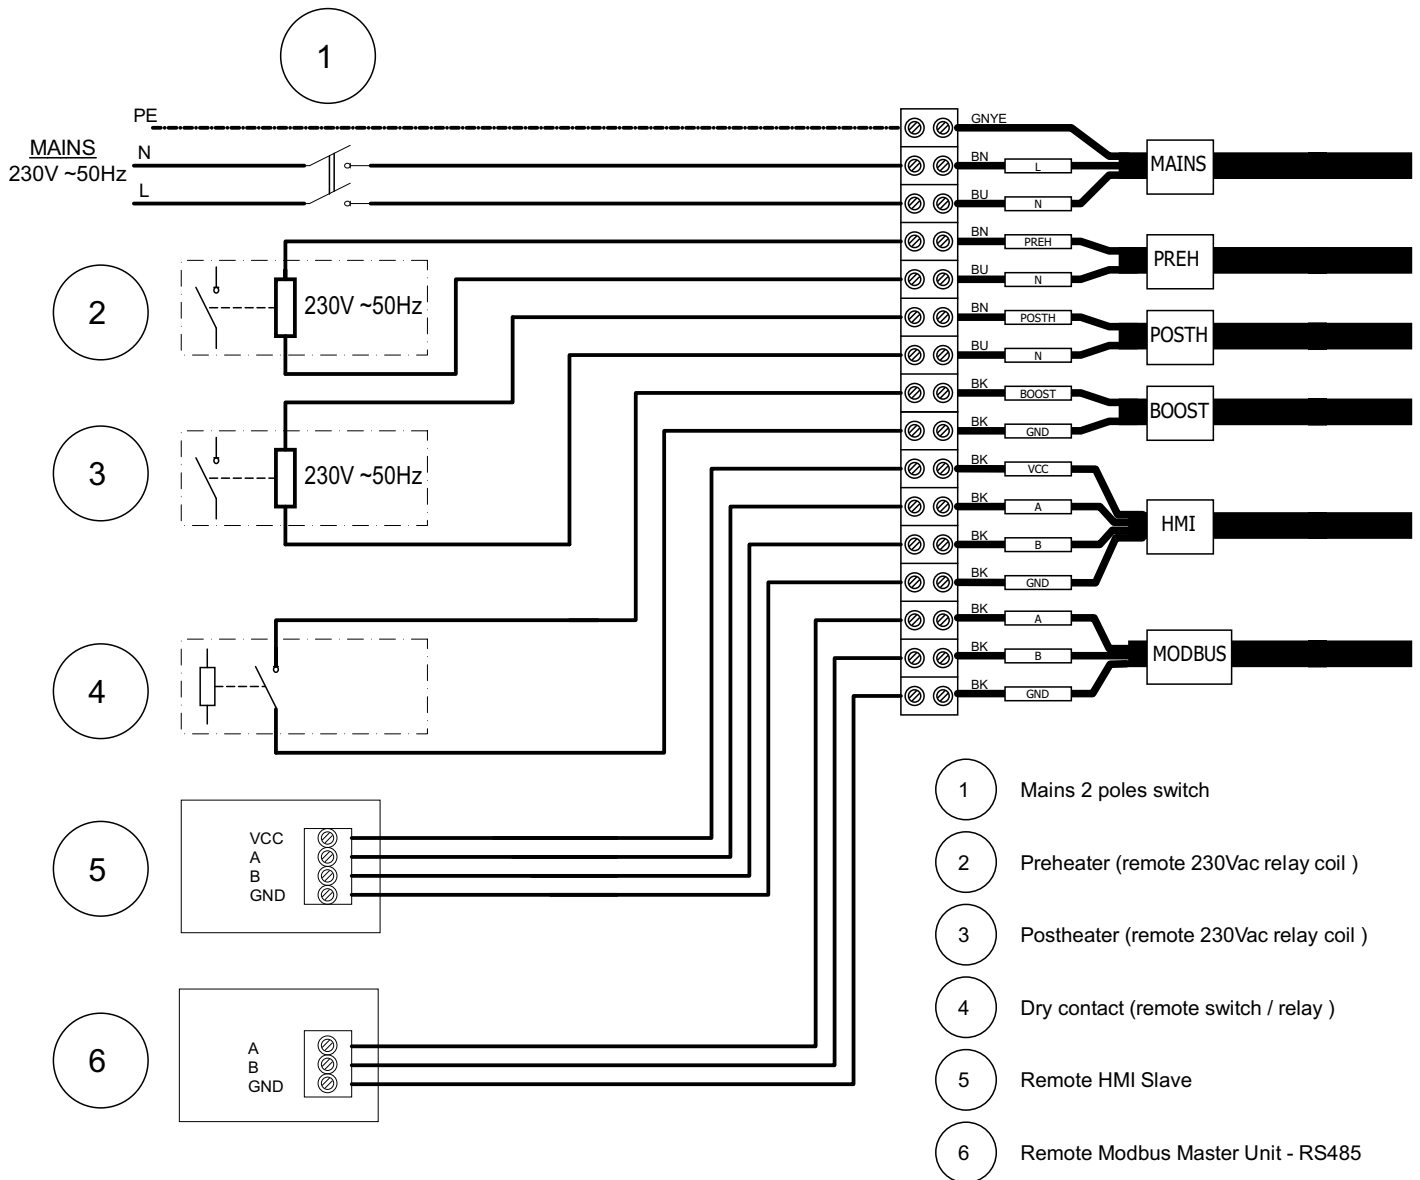 1
PE
MAINS
230V ~50Hz
N
L
GNYE
BN
L
BU
N
MAINS
BN
PREH
BU
N
PREH
BN
POSTH
BU
N
POSTH
BK
BOOST
BK
GND
BOOST
BK
VCC
BK
A
BK
B
BK
GND
HMI
BK
A
BK
B
BK
GND
MODBUS
2
230V ~50Hz
3
230V ~50Hz
4
5
VCC
A
B
GND
6
A
B
GND
1 Mains 2 poles switch
2 Preheater (remote 230Vac relay coil )
3 Postheater (remote 230Vac relay coil )
4 Dry contact (remote switch / relay )
5 Remote HMI Slave
6 Remote Modbus Master Unit - RS485